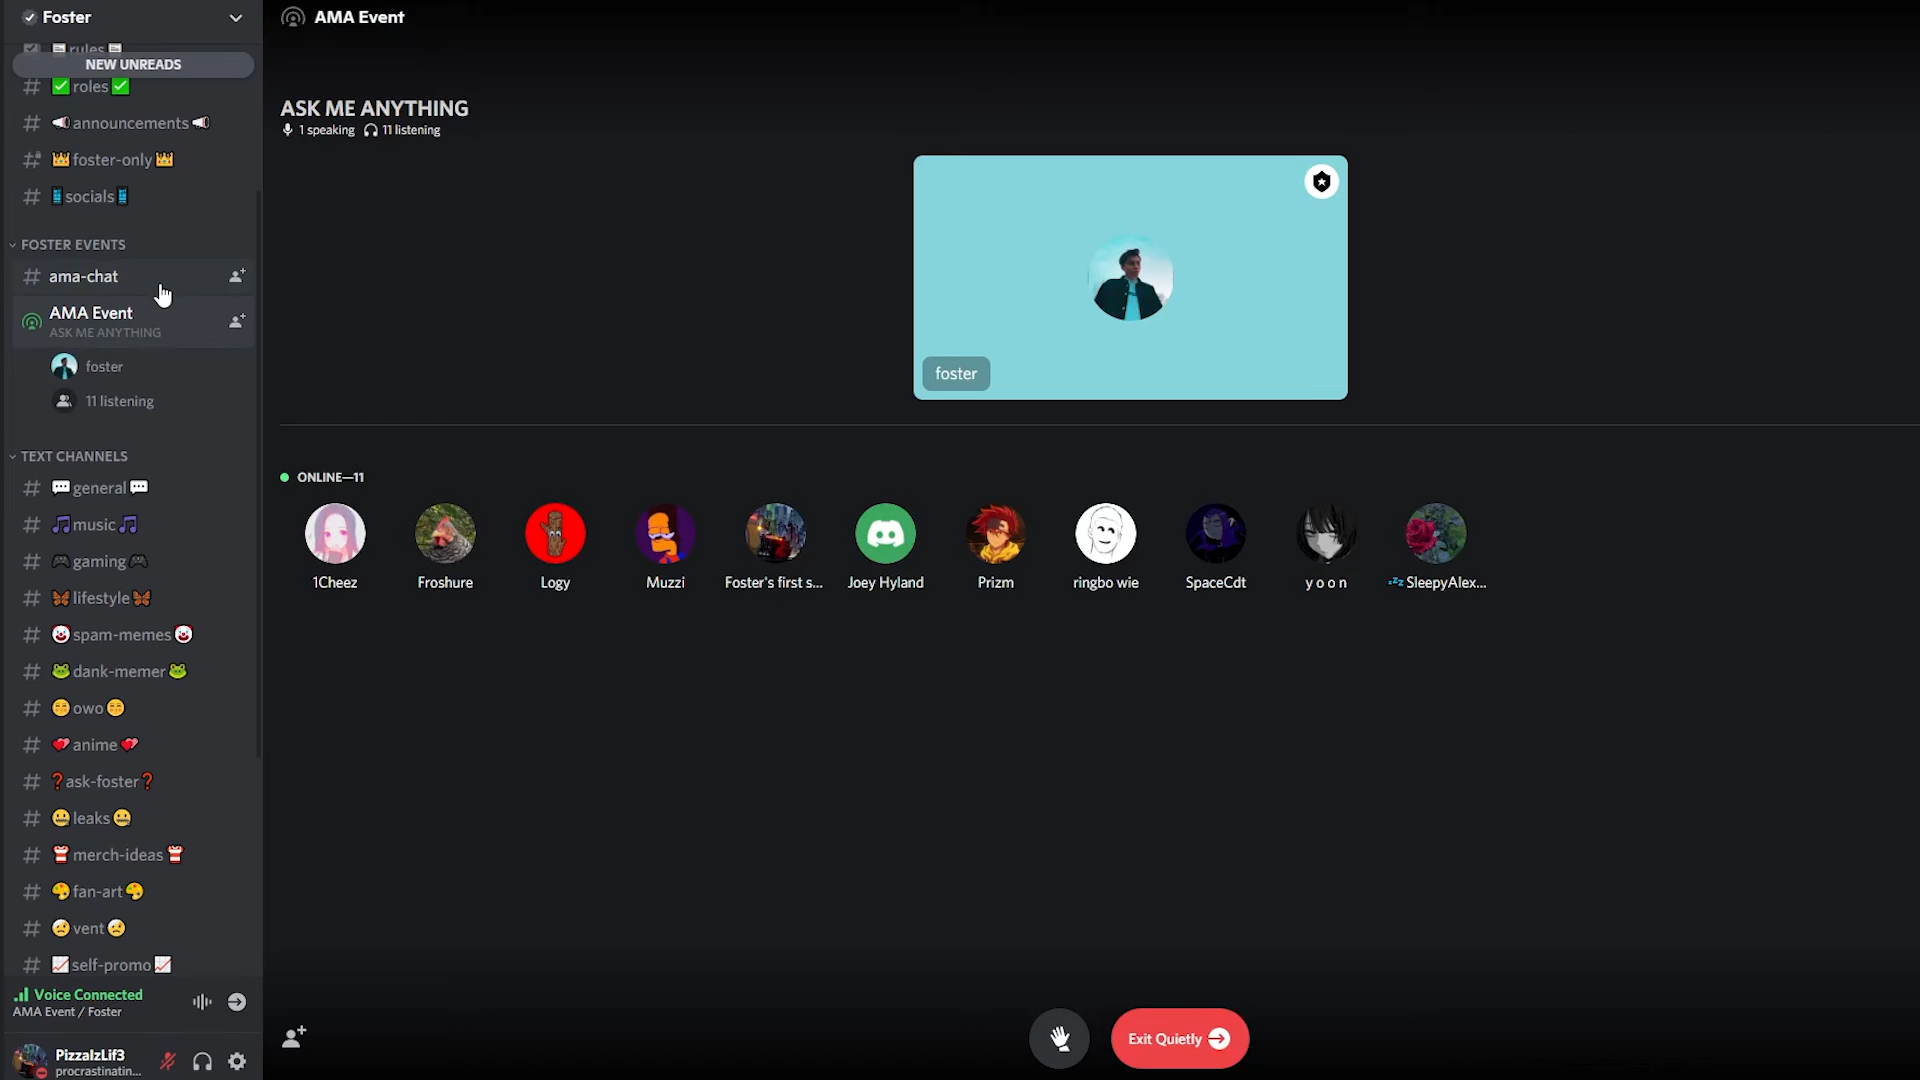 Foster
rules
NEW UNREADS
roles
announcements
foster-only
socials
FOSTER EVENTS
ama-chat
AMA Event
ASK ME ANYTHING
foster
11 listening
TEXT CHANNELS
general
music
gaming
lifestyle
spam-memes
dank-memer
owo
anime
❓ask-foster❓
leaks
merch-ideas
fan-art
vent
self-promo
Voice Connected
AMA Event / Foster
PizzaIzLif3
procrastinatin...
AMA Event
ASK ME ANYTHING
1 speaking 11 listening
foster
ONLINE—11
1Cheez
Froshure
Logy
Muzzi
Foster's first s...
Joey Hyland
Prizm
ringbo wie
SpaceCdt
y o o n
SleepyAlex...
Exit Quietly